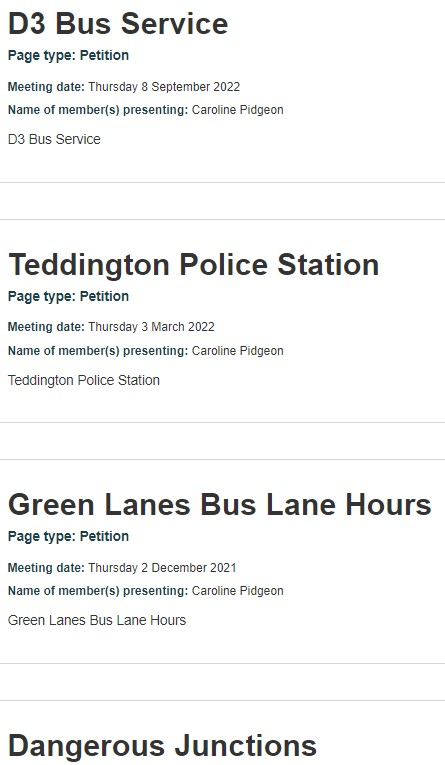 D3 Bus Service
Page type: Petition
Meeting date: Thursday 8 September 2022
Name of member(s) presenting: Caroline Pidgeon
D3 Bus Service
Teddington Police Station
Page type: Petition
Meeting date: Thursday 3 March 2022
Name of member(s) presenting: Caroline Pidgeon
Teddington Police Station
Green Lanes Bus Lane Hours
Page type: Petition
Meeting date: Thursday 2 December 2021
Name of member(s) presenting: Caroline Pidgeon
Green Lanes Bus Lane Hours
Dangerous Junctions